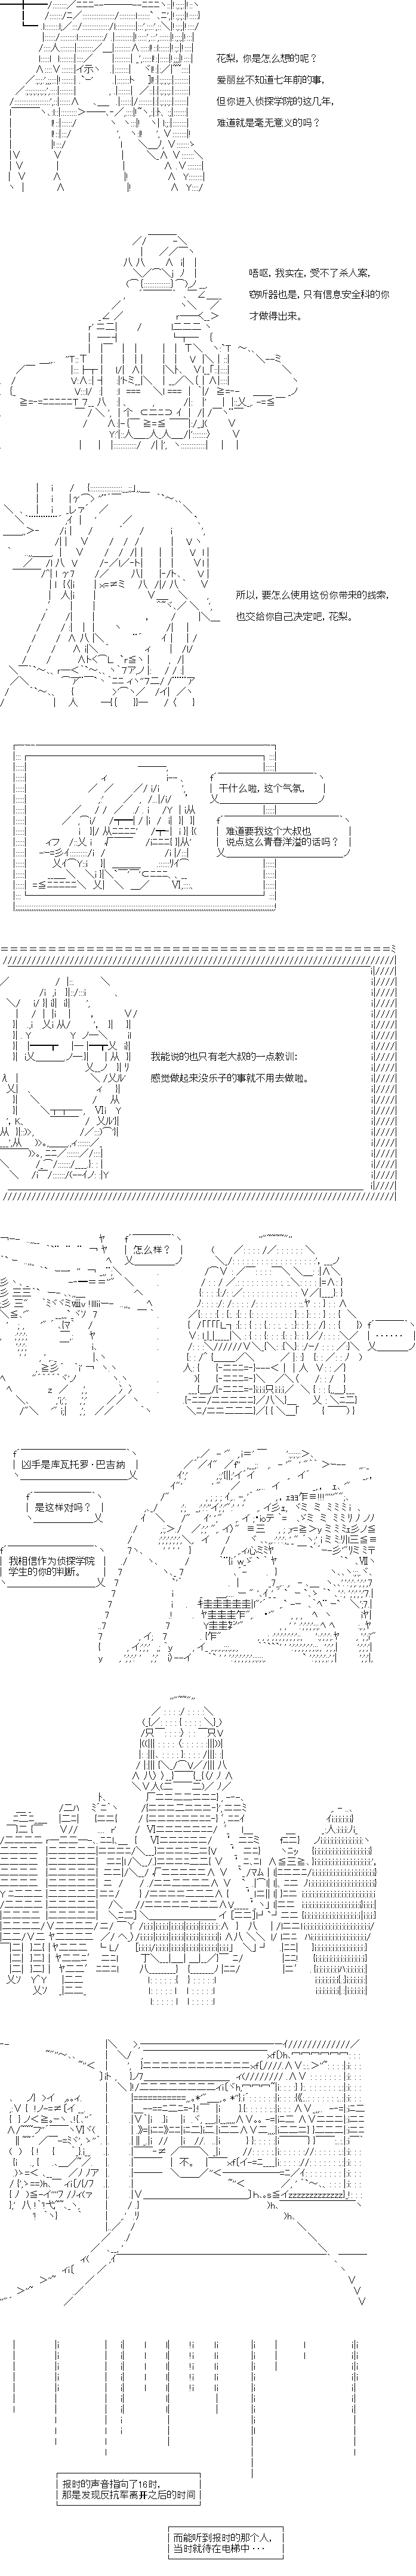 花梨，你是怎么想的呢？
爱丽丝不知道七年前的事，
但你进入侦探学院的这几年，
难道就是毫无意义的吗？
唔呕，我实在，受不了杀人案，
窃听器也是，只有信息安全科的你
才做得出来。
所以，要怎么使用这份你带来的线索，
也交给你自己决定吧，花梨。
干什么啦，这个气氛，
难道要我这个大叔也
说点这么青春洋溢的话吗？
我能说的也只有老大叔的一点教训：
感觉做起来没乐子的事就不用去做啦。
怎么样？
・・・・・・
凶手是库瓦托罗·巴吉纳
是这样对吗？
我相信作为侦探学院
学生的你的判断。
不。
报时的声音指向了16时，
那是发现反抗军离开之后的时间
而能听到报时的那个人，
当时就待在电梯中・・・